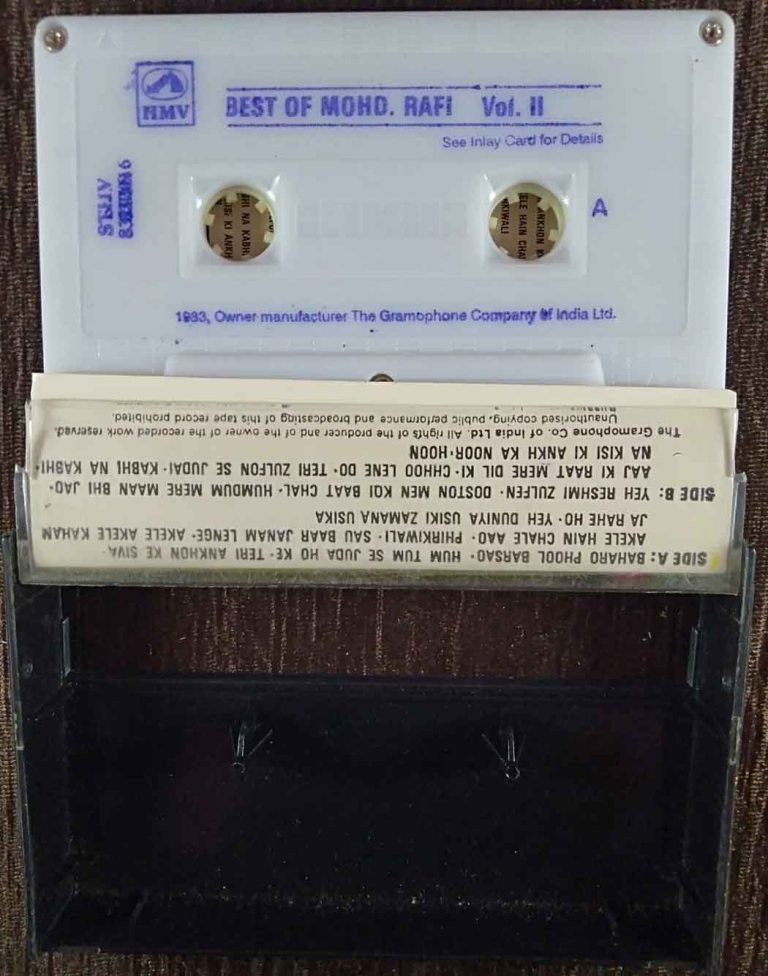 HMV
BEST OF MOHD. RAFI Vol. II
See Inlay Card for Details
A
1983, Owner manufacturer The Gramophone Company of India Ltd.
SIDE A: BAHARO PHOOL BARSAO· HUM TUM SE JUDA HO KE· TERI ANKHON KE SIVA·
AKELE HAIN CHALE AAO· PHIRKIWALI· SAU BAAR JANAM LENGE· AKELE AKELE KAHAN
JA RAHE HO· YEH DUNIYA USIKI ZAMANA USIKA
SIDE B: YEH RESHMI ZULFEN· DOSTON MEN KOI BAAT CHAL· HUMDUM MERE MAAN BHI JAO·
AAJ KI RAAT MERE DIL KI· CHHOO LENE DO· TERI ZULFON SE JUDAI· KABHI NA KABHI·
NA KISI KI ANKH KA NOOR·HOON
The Gramophone Co. of India Ltd. All rights of the producer and of the owner of the recorded work reserved.
Unauthorised copying, public performance and broadcasting of this tape record prohibited.